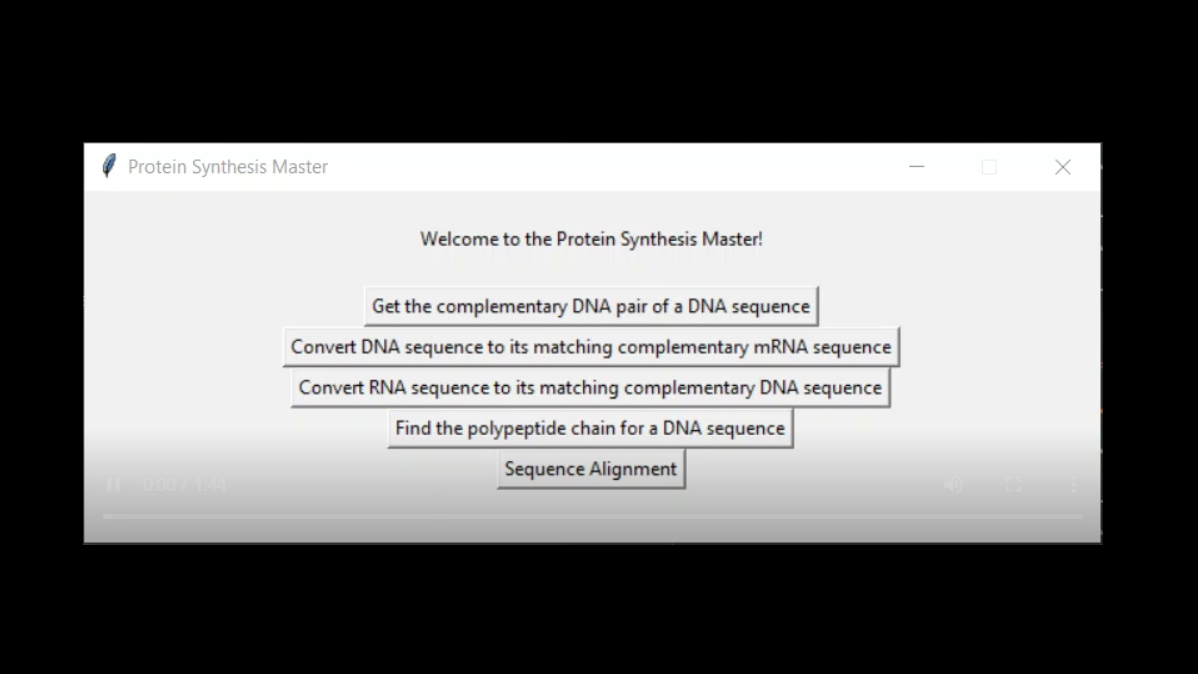 Protein Synthesis Master
Welcome to the Protein Synthesis Master!
Get the complementary DNA pair of a DNA sequence
Convert DNA sequence to its matching complementary mRNA sequence
Convert RNA sequence to its matching complementary DNA sequence
Find the polypeptide chain for a DNA sequence
Sequence Alignment
0:00 / 1:44